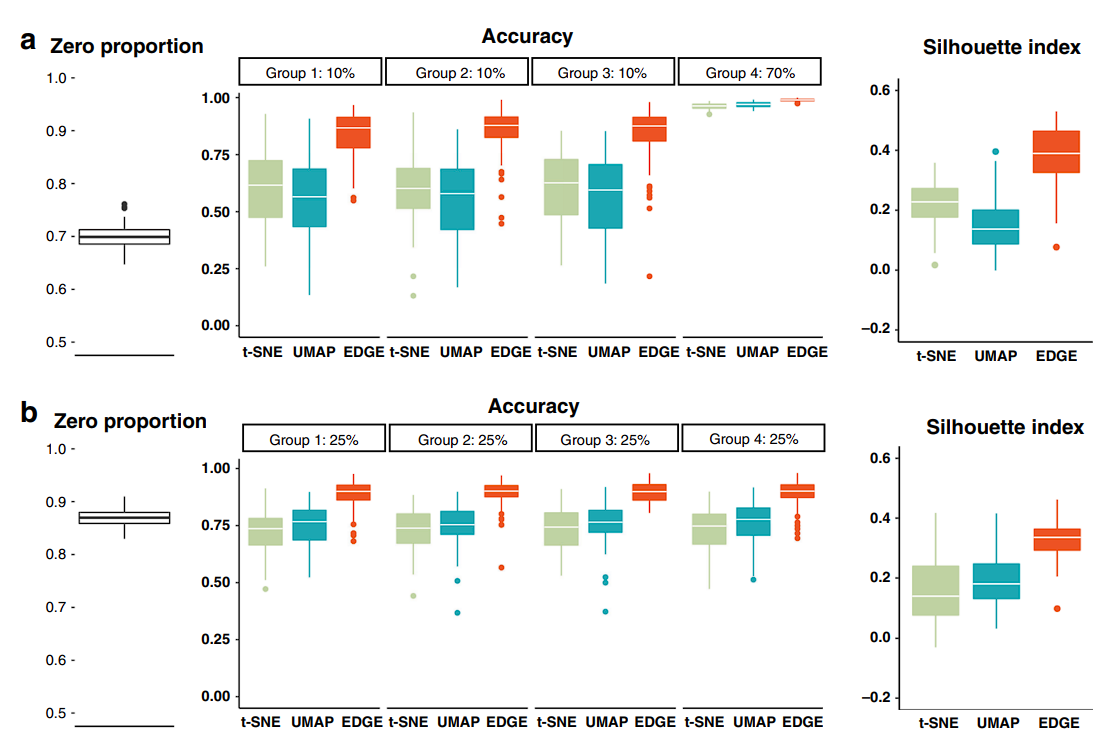 a
Zero proportion
Accuracy
Silhouette index
Group 1: 10%
Group 2: 10%
Group 3: 10%
Group 4: 70%
1.0
0.9
0.8
0.7
0.6
0.5
1.00
0.75
0.50
0.25
0.00
t-SNE UMAP EDGE t-SNE UMAP EDGE t-SNE UMAP EDGE t-SNE UMAP EDGE
0.6
0.4
0.2
0.0
–0.2
t-SNE UMAP EDGE
b
Zero proportion
Accuracy
Silhouette index
Group 1: 25%
Group 2: 25%
Group 3: 25%
Group 4: 25%
1.0
0.9
0.8
0.7
0.6
0.5
1.00
0.75
0.50
0.25
0.00
t-SNE UMAP EDGE t-SNE UMAP EDGE t-SNE UMAP EDGE t-SNE UMAP EDGE
0.6
0.4
0.2
0.0
–0.2
t-SNE UMAP EDGE